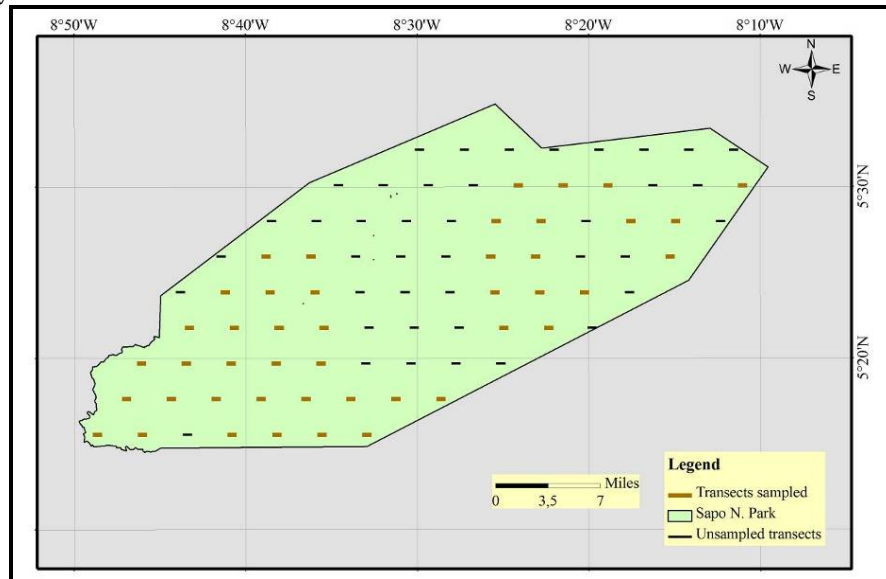 8°50'W 8°40'W 8°30'W 8°20'W 8°10'W
N
W E
S
5°30'N
5°20'N
Miles
0 3,5 7
Legend
Transects sampled
Sapo N. Park
Unsampled transects